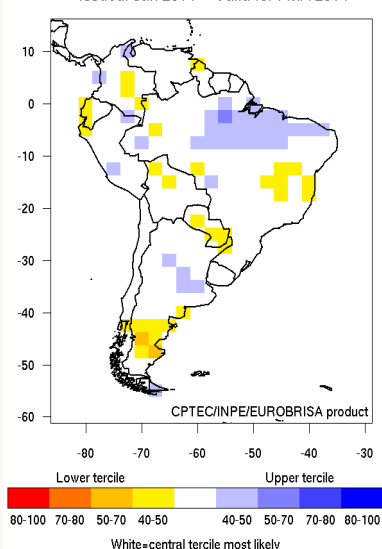 10
0
-10
-20
-30
-40
-50
-60
CPTEC/INPE/EUROBRISA product
-80 -70 -60 -50 -40 -30
Lower tercile Upper tercile
80-100 70-80 50-70 40-50 40-50 50-70 70-80 80-100
White=central tercile most likely